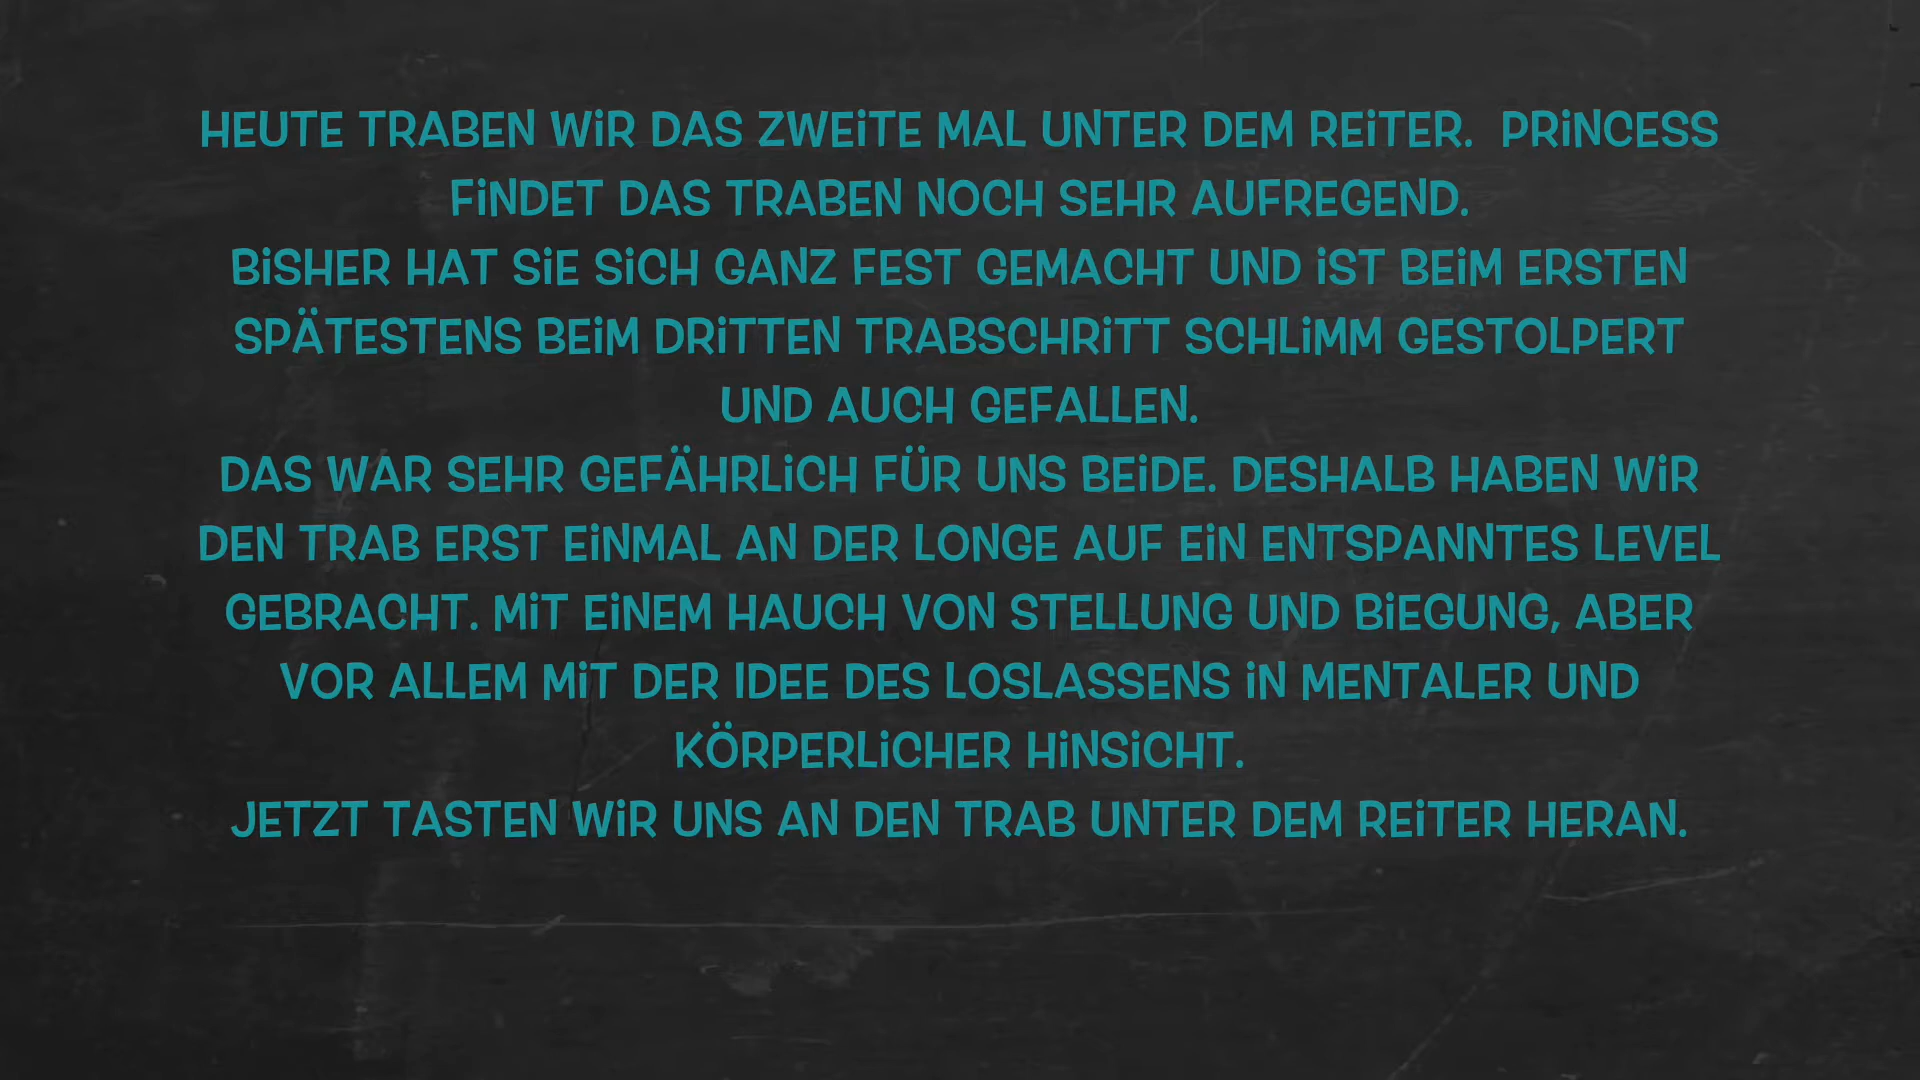 HEUTE TRABEN WiR DAS ZWEiTE MAL UNTER DEM REiTER.  PRiNCESS
FiNDET DAS TRABEN NOCH SEHR AUFREGEND.
BiSHER HAT SiE SiCH GANZ FEST GEMACHT UND iST BEiM ERSTEN
SPÄTESTENS BEiM DRiTTEN TRABSCHRiTT SCHLiMM GESTOLPERT
UND AUCH GEFALLEN.
DAS WAR SEHR GEFÄHRLiCH FÜR UNS BEiDE. DESHALB HABEN WiR
DEN TRAB ERST EiNMAL AN DER LONGE AUF EiN ENTSPANNTES LEVEL
GEBRACHT. MiT EiNEM HAUCH VON STELLUNG UND BiEGUNG, ABER
VOR ALLEM MiT DER IDEE DES LOSLASSENS iN MENTALER UND
KÖRPERLiCHER HiNSiCHT.
JETZT TASTEN WiR UNS AN DEN TRAB UNTER DEM REiTER HERAN.